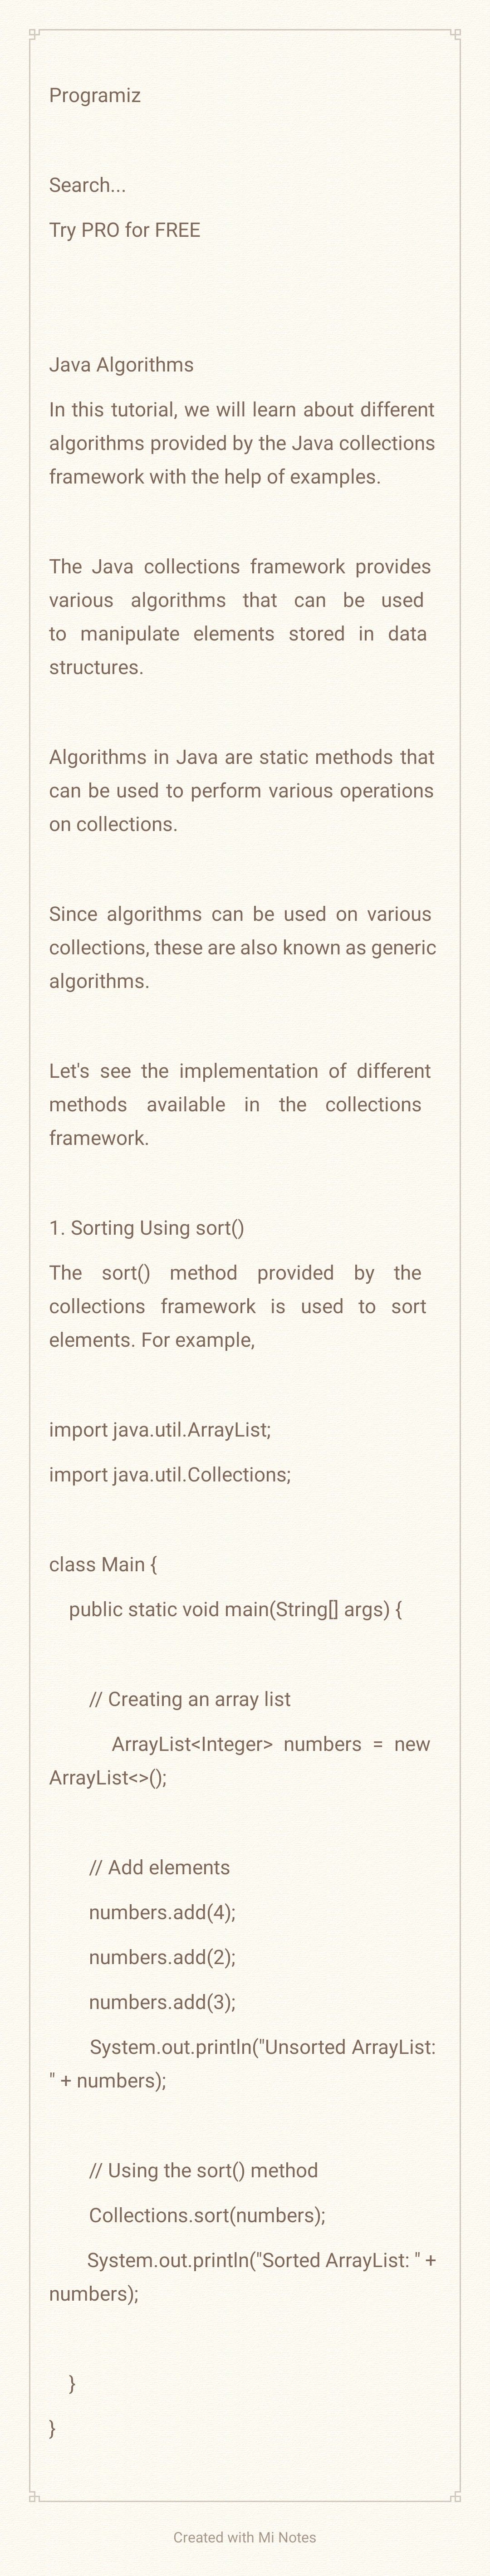 Programiz
Search...
Try PRO for FREE
Java Algorithms
In this tutorial, we will learn about different
algorithms provided by the Java collections
framework with the help of examples.
The Java collections framework provides
various algorithms that can be used
to manipulate elements stored in data
structures.
Algorithms in Java are static methods that
can be used to perform various operations
on collections.
Since algorithms can be used on various
collections, these are also known as generic
algorithms.
Let's see the implementation of different
methods available in the collections
framework.
1. Sorting Using sort()
The sort() method provided by the
collections framework is used to sort
elements. For example,
import java.util.ArrayList;
import java.util.Collections;
class Main {
    public static void main(String[] args) {
        // Creating an array list
        ArrayList<Integer> numbers = new
ArrayList<>();
        // Add elements
        numbers.add(4);
        numbers.add(2);
        numbers.add(3);
        System.out.println("Unsorted ArrayList:
" + numbers);
        // Using the sort() method
        Collections.sort(numbers);
        System.out.println("Sorted ArrayList: " +
numbers);
    }
}
Created with Mi Notes